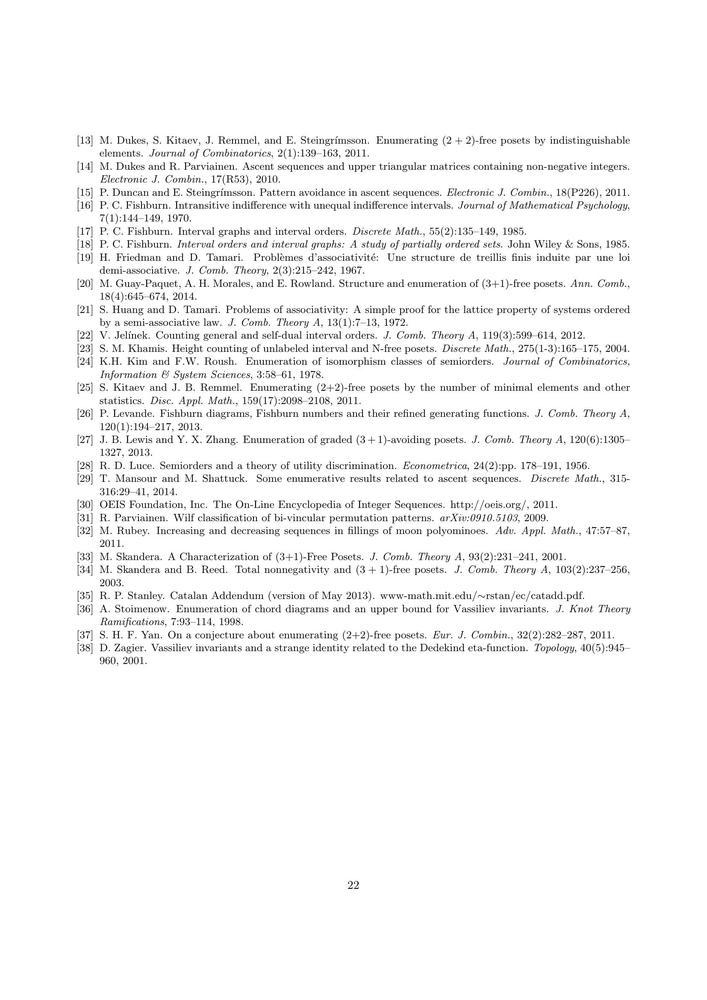 [13] M. Dukes, S. Kitaev, J. Remmel, and E. Steingrímsson. Enumerating (2 + 2)-free posets by indistinguishable
elements. Journal of Combinatorics, 2(1):139–163, 2011.
[14] M. Dukes and R. Parviainen. Ascent sequences and upper triangular matrices containing non-negative integers.
Electronic J. Combin., 17(R53), 2010.
[15] P. Duncan and E. Steingrímsson. Pattern avoidance in ascent sequences. Electronic J. Combin., 18(P226), 2011.
[16] P. C. Fishburn. Intransitive indifference with unequal indifference intervals. Journal of Mathematical Psychology,
7(1):144–149, 1970.
[17] P. C. Fishburn. Interval graphs and interval orders. Discrete Math., 55(2):135–149, 1985.
[18] P. C. Fishburn. Interval orders and interval graphs: A study of partially ordered sets. John Wiley & Sons, 1985.
[19] H. Friedman and D. Tamari. Problèmes d'associativité: Une structure de treillis finis induite par une loi
demi-associative. J. Comb. Theory, 2(3):215–242, 1967.
[20] M. Guay-Paquet, A. H. Morales, and E. Rowland. Structure and enumeration of (3+1)-free posets. Ann. Comb.,
18(4):645–674, 2014.
[21] S. Huang and D. Tamari. Problems of associativity: A simple proof for the lattice property of systems ordered
by a semi-associative law. J. Comb. Theory A, 13(1):7–13, 1972.
[22] V. Jelínek. Counting general and self-dual interval orders. J. Comb. Theory A, 119(3):599–614, 2012.
[23] S. M. Khamis. Height counting of unlabeled interval and N-free posets. Discrete Math., 275(1-3):165–175, 2004.
[24] K.H. Kim and F.W. Roush. Enumeration of isomorphism classes of semiorders. Journal of Combinatorics,
Information & System Sciences, 3:58–61, 1978.
[25] S. Kitaev and J. B. Remmel. Enumerating (2+2)-free posets by the number of minimal elements and other
statistics. Disc. Appl. Math., 159(17):2098–2108, 2011.
[26] P. Levande. Fishburn diagrams, Fishburn numbers and their refined generating functions. J. Comb. Theory A,
120(1):194–217, 2013.
[27] J. B. Lewis and Y. X. Zhang. Enumeration of graded (3 + 1)-avoiding posets. J. Comb. Theory A, 120(6):1305–
1327, 2013.
[28] R. D. Luce. Semiorders and a theory of utility discrimination. Econometrica, 24(2):pp. 178–191, 1956.
[29] T. Mansour and M. Shattuck. Some enumerative results related to ascent sequences. Discrete Math., 315-
316:29–41, 2014.
[30] OEIS Foundation, Inc. The On-Line Encyclopedia of Integer Sequences. http://oeis.org/, 2011.
[31] R. Parviainen. Wilf classification of bi-vincular permutation patterns. arXiv:0910.5103, 2009.
[32] M. Rubey. Increasing and decreasing sequences in fillings of moon polyominoes. Adv. Appl. Math., 47:57–87,
2011.
[33] M. Skandera. A Characterization of (3+1)-Free Posets. J. Comb. Theory A, 93(2):231–241, 2001.
[34] M. Skandera and B. Reed. Total nonnegativity and (3 + 1)-free posets. J. Comb. Theory A, 103(2):237–256,
2003.
[35] R. P. Stanley. Catalan Addendum (version of May 2013). www-math.mit.edu/∼rstan/ec/catadd.pdf.
[36] A. Stoimenow. Enumeration of chord diagrams and an upper bound for Vassiliev invariants. J. Knot Theory
Ramifications, 7:93–114, 1998.
[37] S. H. F. Yan. On a conjecture about enumerating (2+2)-free posets. Eur. J. Combin., 32(2):282–287, 2011.
[38] D. Zagier. Vassiliev invariants and a strange identity related to the Dedekind eta-function. Topology, 40(5):945–
960, 2001.
22